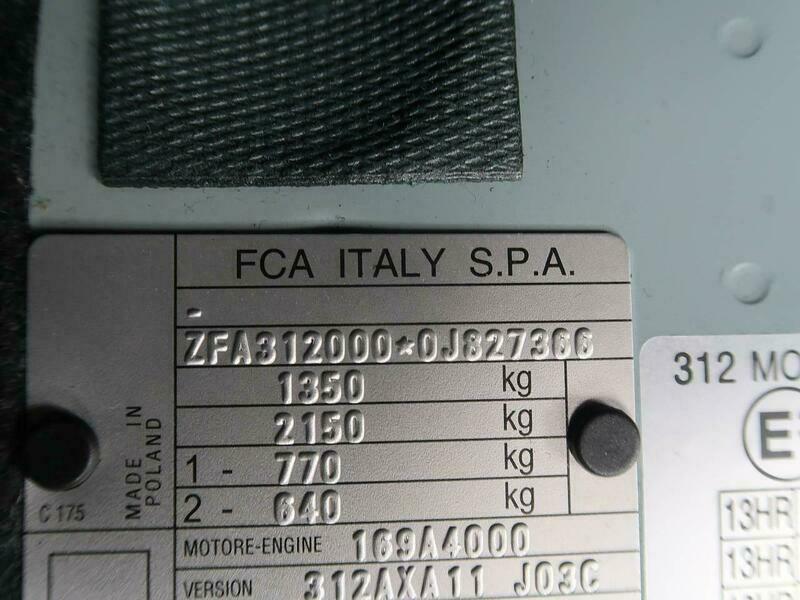 FCA ITALY S.P.A.
-
ZFA312000*0J827366
1350 kg
2150 kg
1 - 770 kg
2 - 640 kg
MADE IN
POLAND
C 175
MOTORE-ENGINE 169A4000
VERSION 312AXA11 J03C
312 MO
E
13HR
13HR